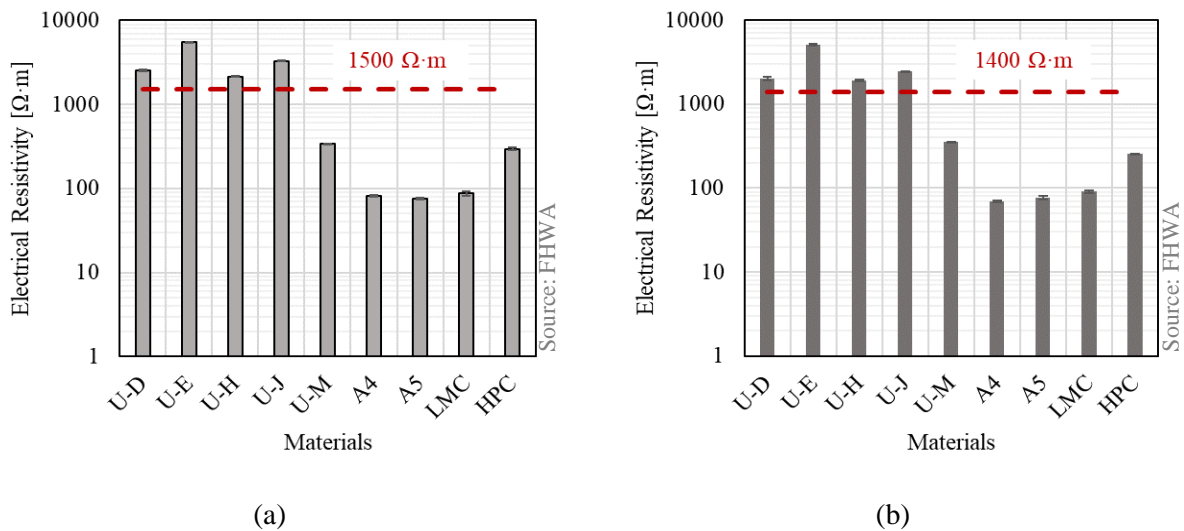 10000
1000
100
10
1
Electrical Resistivity [Ω·m]
1500 Ω·m
U-D
U-E
U-H
U-J
U-M
A4
A5
LMC
HPC
Materials
Source: FHWA
(a)
10000
1000
100
10
1
Electrical Resistivity [Ω·m]
1400 Ω·m
U-D
U-E
U-H
U-J
U-M
A4
A5
LMC
HPC
Materials
Source: FHWA
(b)